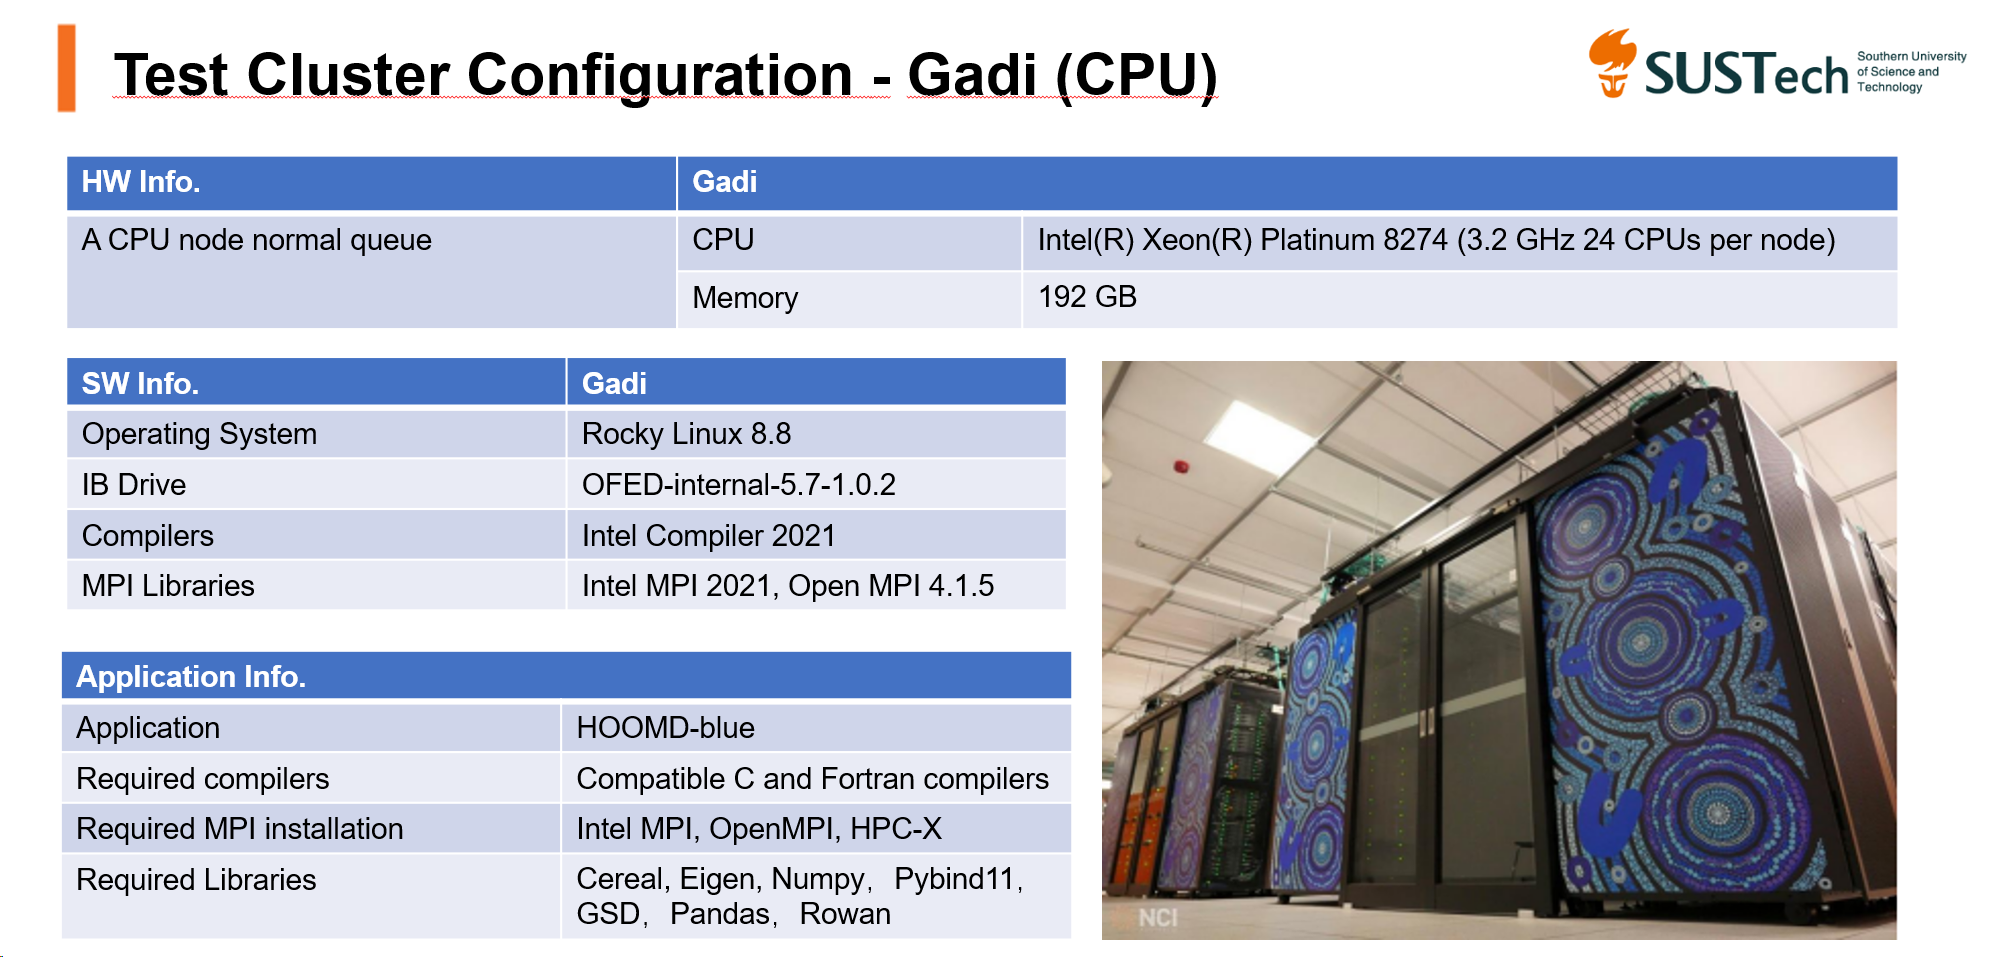 Test Cluster Configuration - Gadi (CPU)
SUSTech
Southern University
of Science and
Technology
HW Info.
Gadi
A CPU node normal queue
CPU
Intel(R) Xeon(R) Platinum 8274 (3.2 GHz 24 CPUs per node)
Memory
192 GB
SW Info.
Gadi
Operating System
Rocky Linux 8.8
IB Drive
OFED-internal-5.7-1.0.2
Compilers
Intel Compiler 2021
MPI Libraries
Intel MPI 2021, Open MPI 4.1.5
Application Info.
Application
HOOMD-blue
Required compilers
Compatible C and Fortran compilers
Required MPI installation
Intel MPI, OpenMPI, HPC-X
Required Libraries
Cereal, Eigen, Numpy， Pybind11，
GSD， Pandas， Rowan
NCI